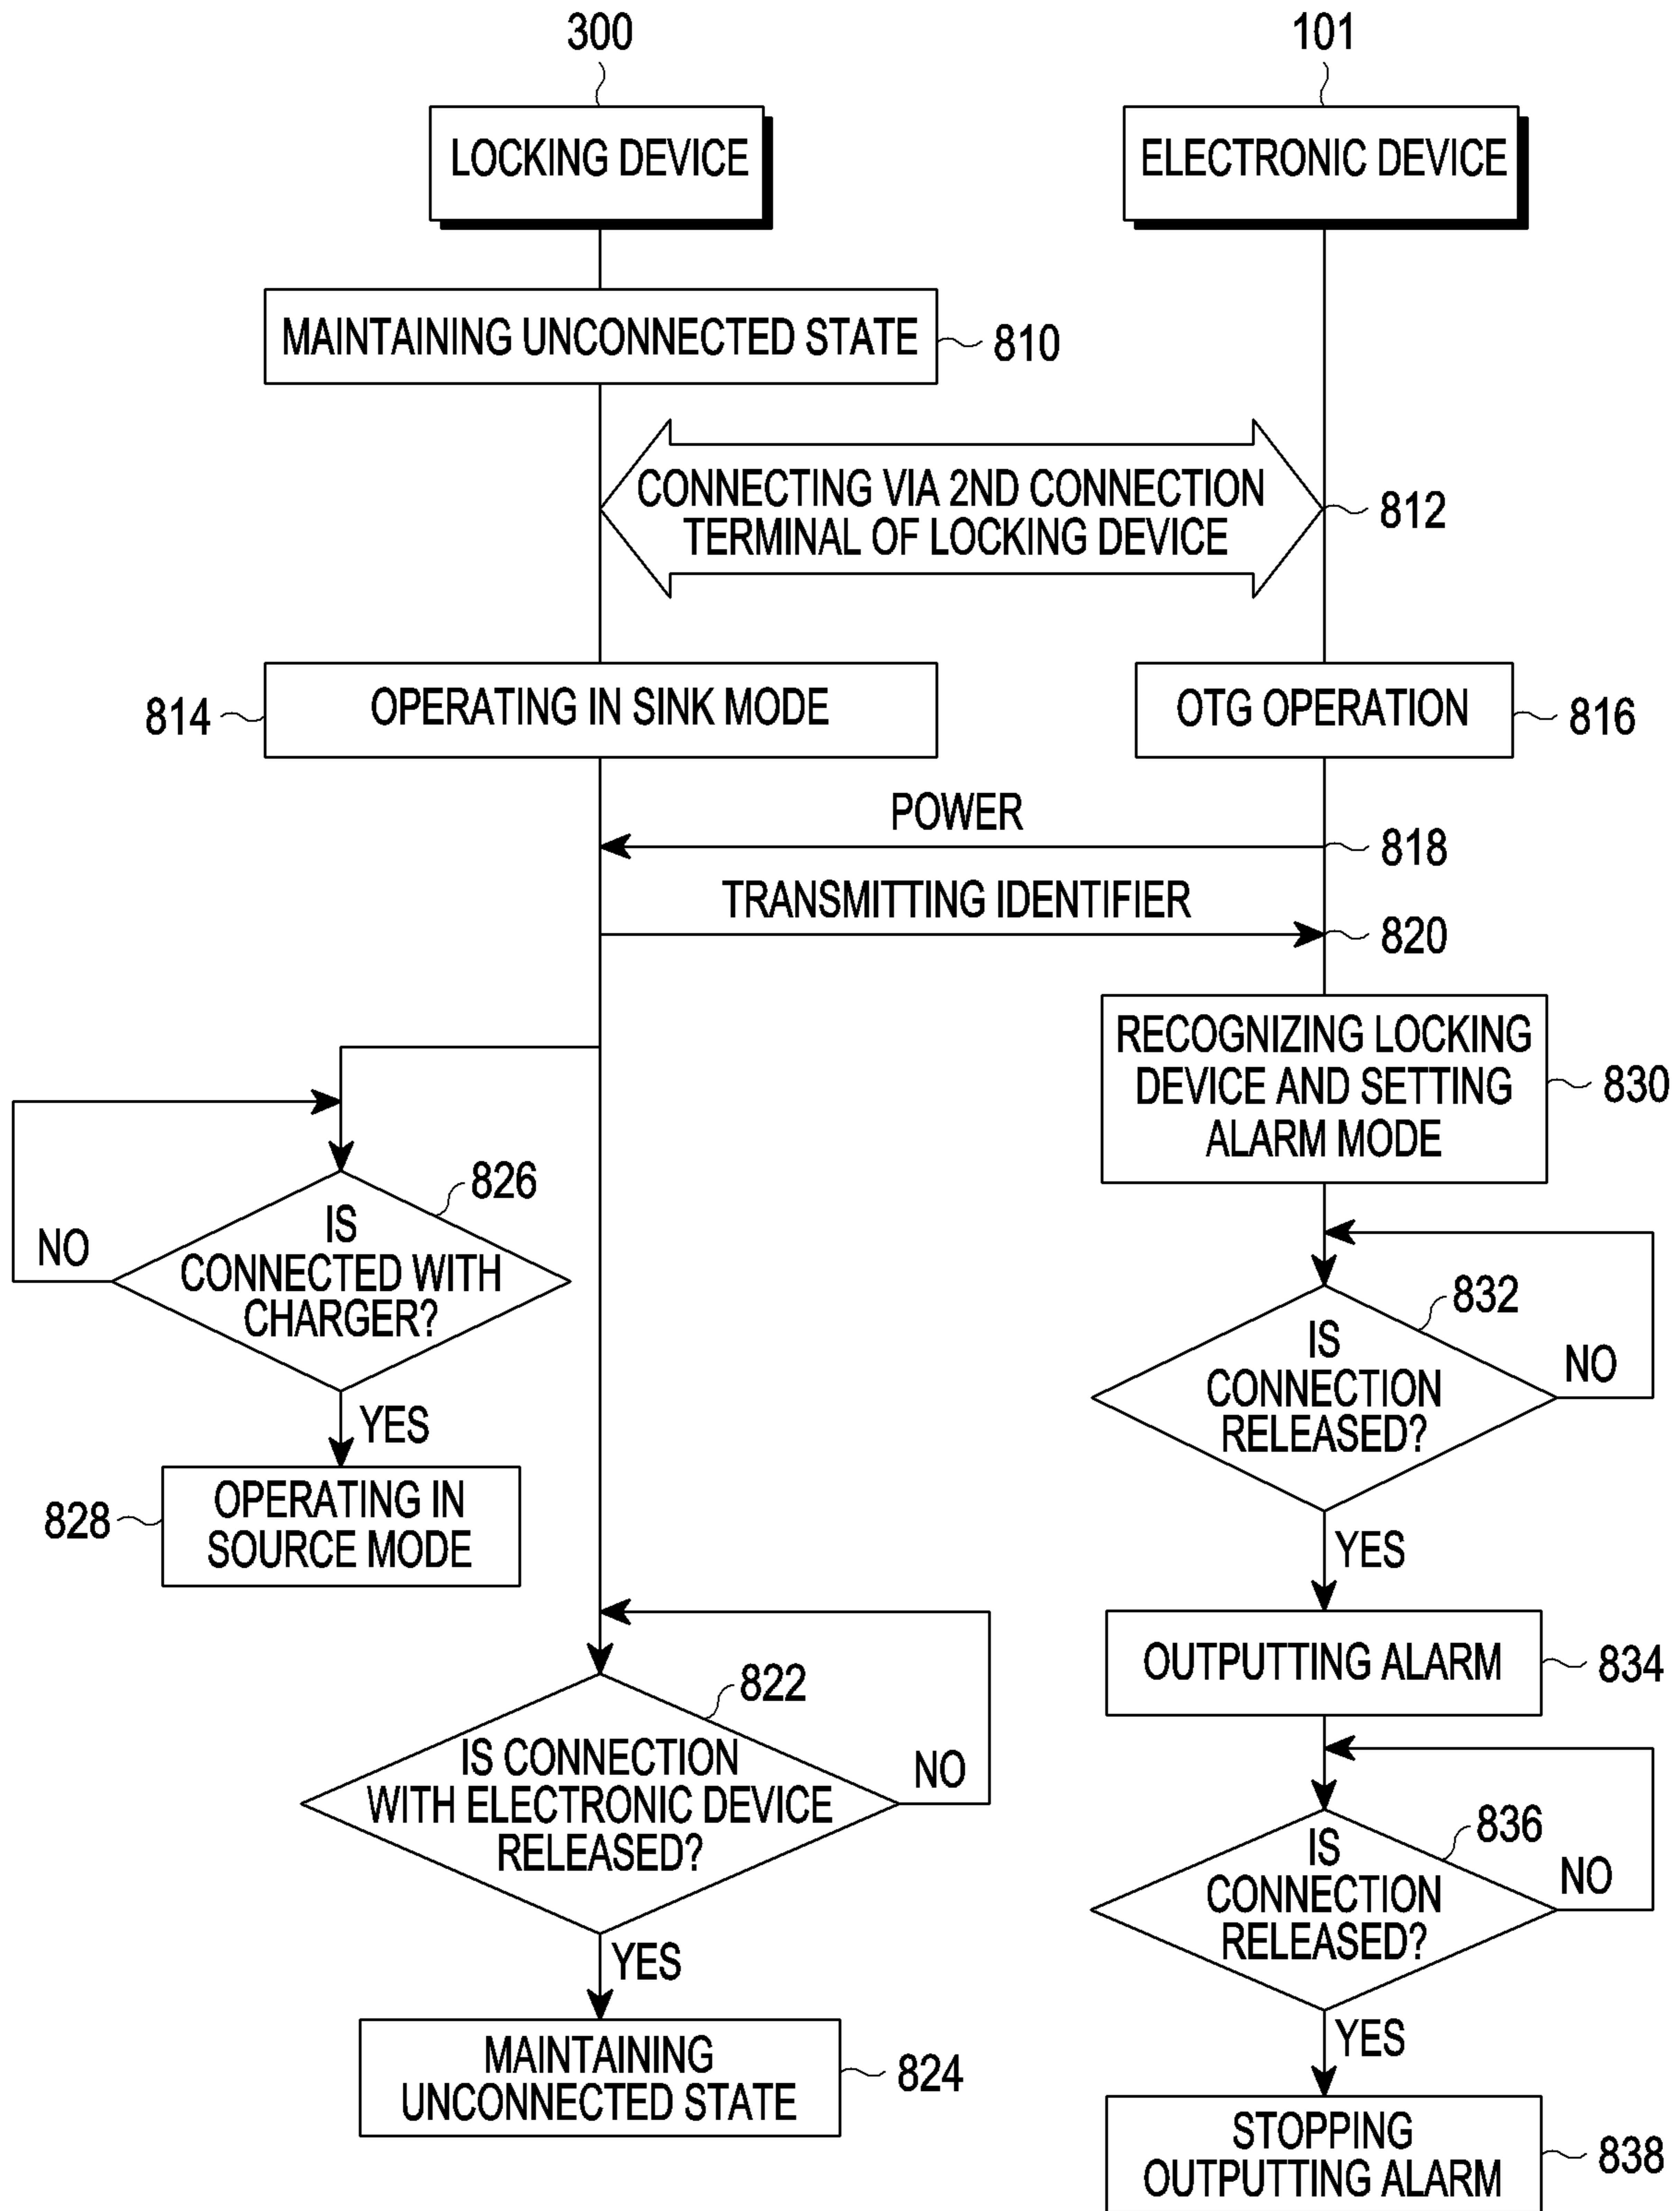 300
101
LOCKING DEVICE
ELECTRONIC DEVICE
MAINTAINING UNCONNECTED STATE
810
CONNECTING VIA 2ND CONNECTION
TERMINAL OF LOCKING DEVICE
812
814
OPERATING IN SINK MODE
OTG OPERATION
816
POWER
818
TRANSMITTING IDENTIFIER
820
RECOGNIZING LOCKING
DEVICE AND SETTING
ALARM MODE
830
826
IS
CONNECTED WITH
CHARGER?
NO
YES
828
OPERATING IN
SOURCE MODE
832
IS
CONNECTION
RELEASED?
NO
YES
OUTPUTTING ALARM
834
822
IS CONNECTION
WITH ELECTRONIC DEVICE
RELEASED?
NO
YES
MAINTAINING
UNCONNECTED STATE
824
836
IS
CONNECTION
RELEASED?
NO
YES
STOPPING
OUTPUTTING ALARM
838